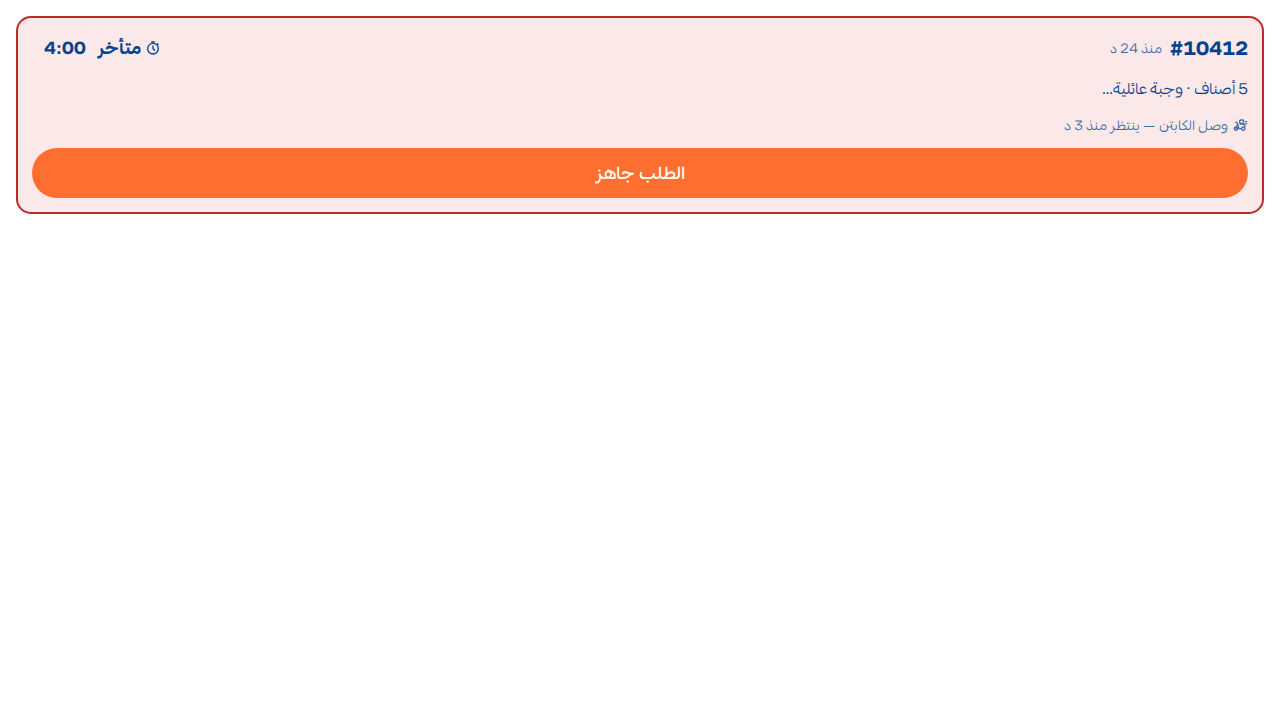 #10412 منذ 24 د متأخر 4:00
5 أصناف · وجبة عائلية...
وصل الكابتن — ينتظر منذ 3 د
الطلب جاهز